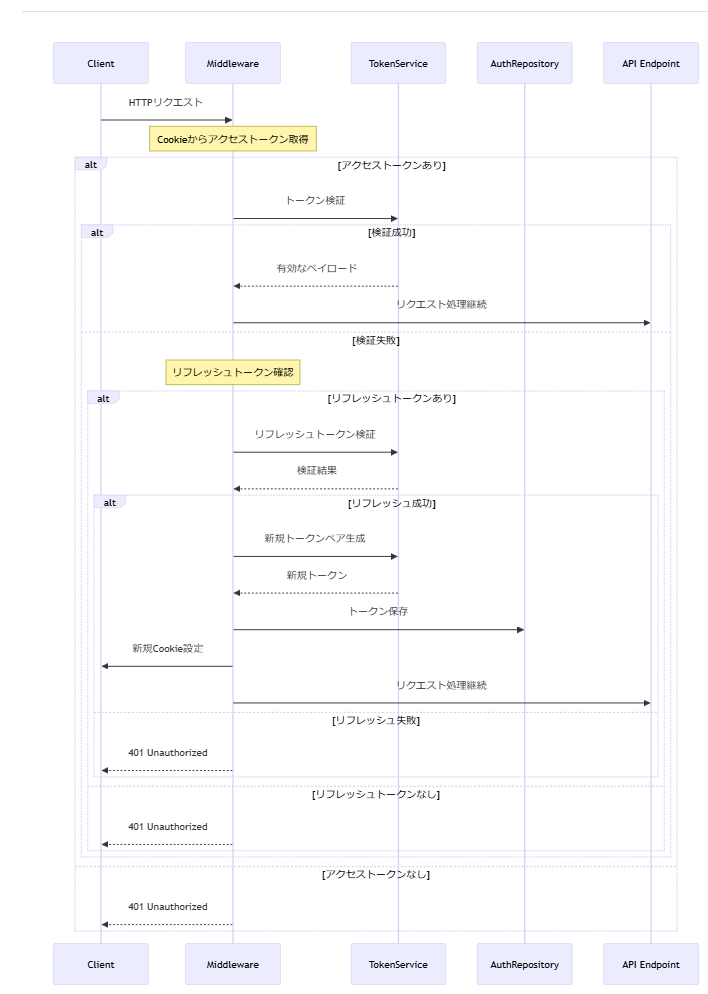 Client
Middleware
TokenService
AuthRepository
API Endpoint
HTTPリクエスト
Cookieからアクセストークン取得
alt
[アクセストークンあり]
トークン検証
alt
[検証成功]
有効なペイロード
リクエスト処理継続
[検証失敗]
リフレッシュトークン確認
alt
[リフレッシュトークンあり]
リフレッシュトークン検証
検証結果
alt
[リフレッシュ成功]
新規トークンペア生成
新規トークン
トークン保存
新規Cookie設定
リクエスト処理継続
[リフレッシュ失敗]
401 Unauthorized
[リフレッシュトークンなし]
401 Unauthorized
[アクセストークンなし]
401 Unauthorized
Client
Middleware
TokenService
AuthRepository
API Endpoint